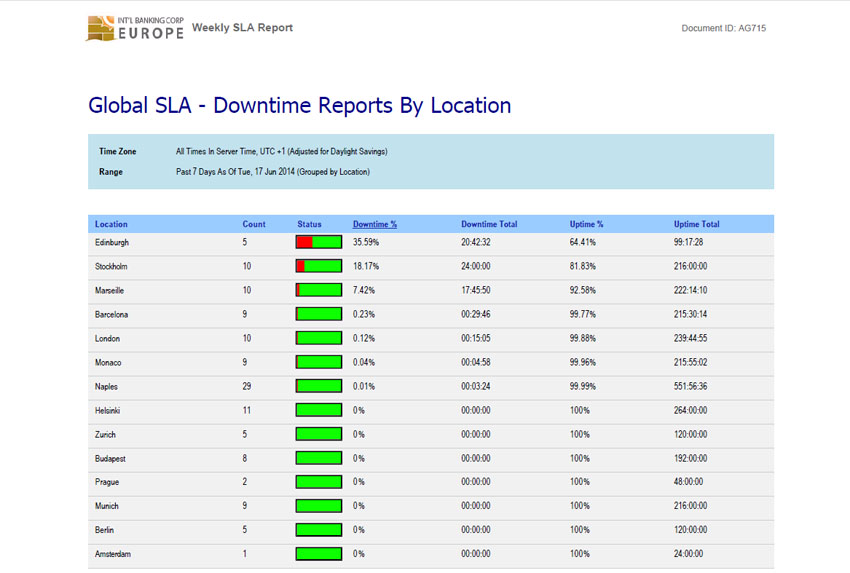 INT'L BANKING CORP
EUROPE
Weekly SLA Report
Document ID: AG715
Global SLA - Downtime Reports By Location
Time Zone All Times In Server Time, UTC +1 (Adjusted for Daylight Savings)
Range Past 7 Days As Of Tue, 17 Jun 2014 (Grouped by Location)
Location Count Status Downtime % Downtime Total Uptime % Uptime Total
Edinburgh 5 35.59% 20:42:32 64.41% 99:17:28
Stockholm 10 18.17% 24:00:00 81.83% 216:00:00
Marseille 10 7.42% 17:45:50 92.58% 222:14:10
Barcelona 9 0.23% 00:29:46 99.77% 215:30:14
London 10 0.12% 00:15:05 99.88% 239:44:55
Monaco 9 0.04% 00:04:58 99.96% 215:55:02
Naples 29 0.01% 00:03:24 99.99% 551:56:36
Helsinki 11 0% 00:00:00 100% 264:00:00
Zurich 5 0% 00:00:00 100% 120:00:00
Budapest 8 0% 00:00:00 100% 192:00:00
Prague 2 0% 00:00:00 100% 48:00:00
Munich 9 0% 00:00:00 100% 216:00:00
Berlin 5 0% 00:00:00 100% 120:00:00
Amsterdam 1 0% 00:00:00 100% 24:00:00